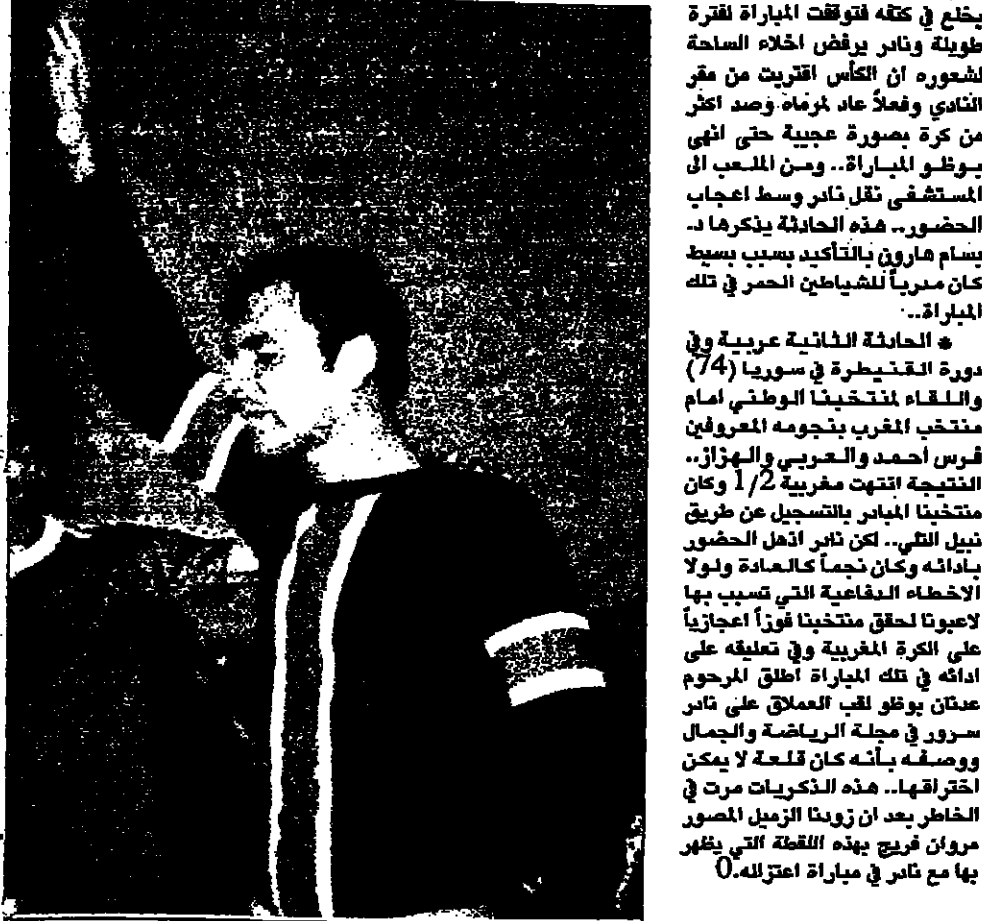 يخلع في كتفه فتوقفت المباراة لفترة
طويلة ونادر يرفض اخلاء الساحة
لشعوره ان الكأس اقتربت من مقر
النادي وفعلاً عاد لمرماه وصد اكثر
من كرة بصورة عجيبة حتى انهى
بـوظـو المبـاراة.. ومـن الملـعب الى
المستشفى نقل نادر وسط اعجاب
الحضـور.. هـذه الحادثة يذكرها د.
بسام هارون بالتأكيد بسبب بسيط
كان مدرباً للشياطين الحمر في تلك
المباراة..
* الحادثة الثانية عربية وفي
دورة القنيطرة في سوريا (74)
واللقاء لمنتخبنا الوطني امام
منتخب المغرب بنجومه المعروفين
فرس احمد والعربي والهزاز..
النتيجة انتهت مغربية 1/2 وكان
منتخبنا المبادر بالتسجيل عن طريق
نبيل التلي.. لكن نادر اذهل الحضور
بادائه وكان نجماً كالعادة ولولا
الاخطاء الدفاعية التي تسبب بها
لاعبونا لحقق منتخبنا فوزاً اعجازياً
على الكرة المغربية وفي تعليقه على
ادائه في تلك المباراة اطلق المرحوم
عدنان بوظو لقب العملاق على نادر
سرور في مجلة الرياضة والجمال
ووصفه بأنه كان قلعة لا يمكن
اختراقها.. هذه الذكريات مرت في
الخاطر بعد ان زودنا الزميل المصور
مروان فريج بهذه اللقطة التي يظهر
بها مع نادر في مباراة اعتزاله.0